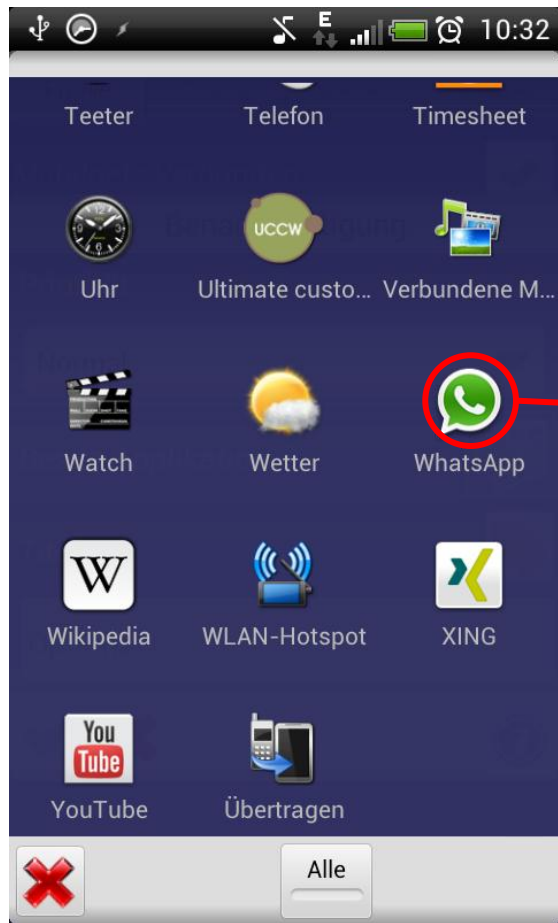 E 10:32
Teeter Telefon Timesheet
UCCW
Uhr Ultimate custo... Verbundene M...
Watch Wetter WhatsApp
W
Wikipedia WLAN-Hotspot XING
You
Tube
YouTube Übertragen
Alle